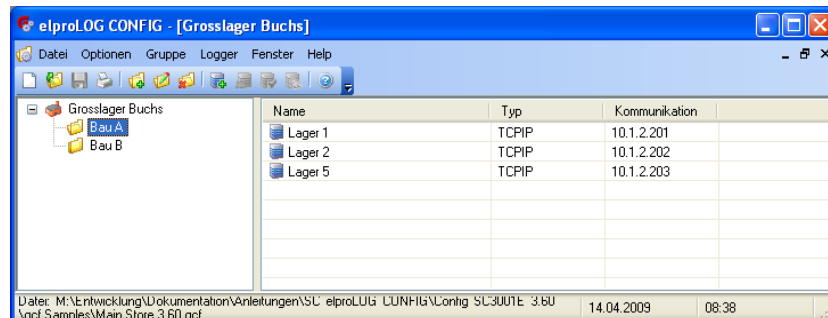 elproLOG CONFIG - [Grosslager Buchs]
Datei Optionen Gruppe Logger Fenster Help
Grosslager Buchs
Bau A
Bau B
Name Typ Kommunikation
Lager 1 TCPIP 10.1.2.201
Lager 2 TCPIP 10.1.2.202
Lager 5 TCPIP 10.1.2.203
Datei: M:\Entwicklung\Dokumentation\Anleitungen\SC elproLOG CONFIG\Config SC3001E 3.60
\gcf Samples\Main Store 3.60.gcf
14.04.2009 08:38